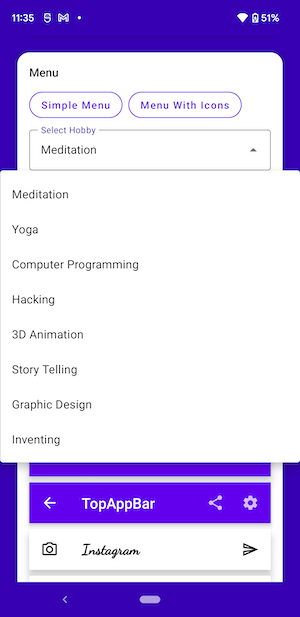 11:35
51%
Menu
Simple Menu
Menu With Icons
Select Hobby
Meditation
Meditation
Yoga
Computer Programming
Hacking
3D Animation
Story Telling
Graphic Design
Inventing
TopAppBar
Instagram